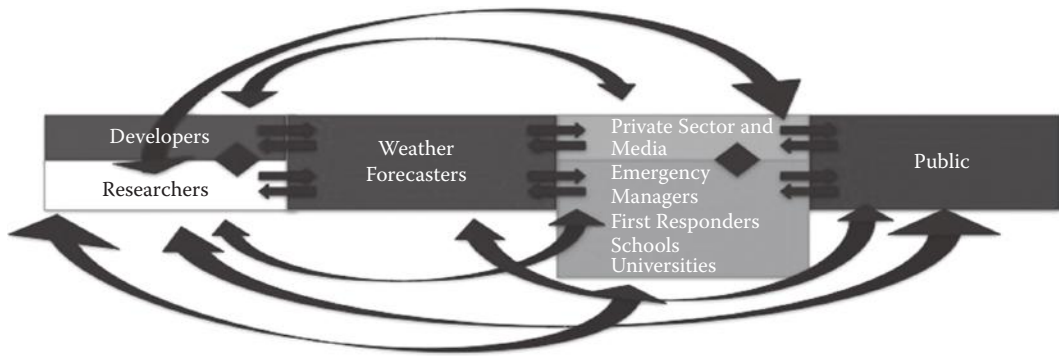 Developers
Researchers
Weather
Forecasters
Private Sector and
Media
Emergency
Managers
First Responders
Schools
Universities
Public